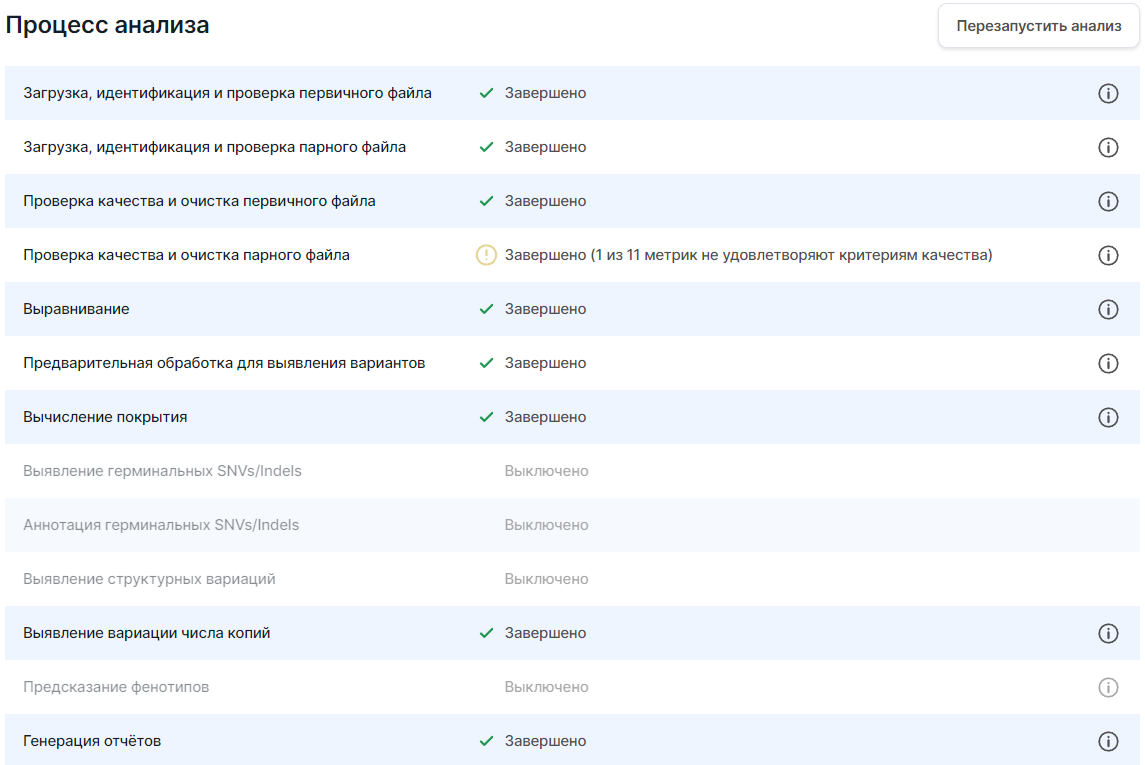 Процесс анализа
Перезапустить анализ
Загрузка, идентификация и проверка первичного файла Завершено
Загрузка, идентификация и проверка парного файла Завершено
Проверка качества и очистка первичного файла Завершено
Проверка качества и очистка парного файла Завершено (1 из 11 метрик не удовлетворяют критериям качества)
Выравнивание Завершено
Предварительная обработка для выявления вариантов Завершено
Вычисление покрытия Завершено
Выявление герминальных SNVs/Indels Выключено
Аннотация герминальных SNVs/Indels Выключено
Выявление структурных вариаций Выключено
Выявление вариации числа копий Завершено
Предсказание фенотипов Выключено
Генерация отчётов Завершено